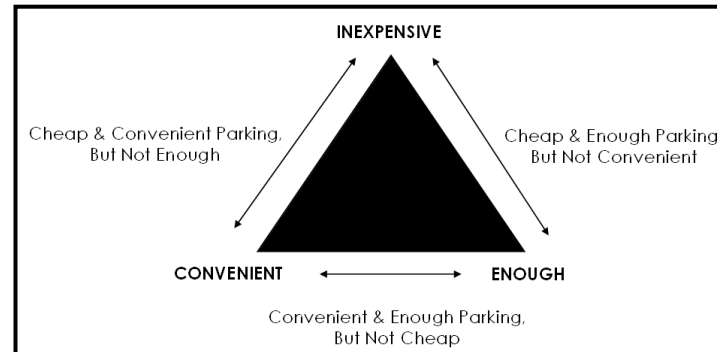 INEXPENSIVE
Cheap & Convenient Parking,
But Not Enough
Cheap & Enough Parking
But Not Convenient
CONVENIENT
ENOUGH
Convenient & Enough Parking,
But Not Cheap